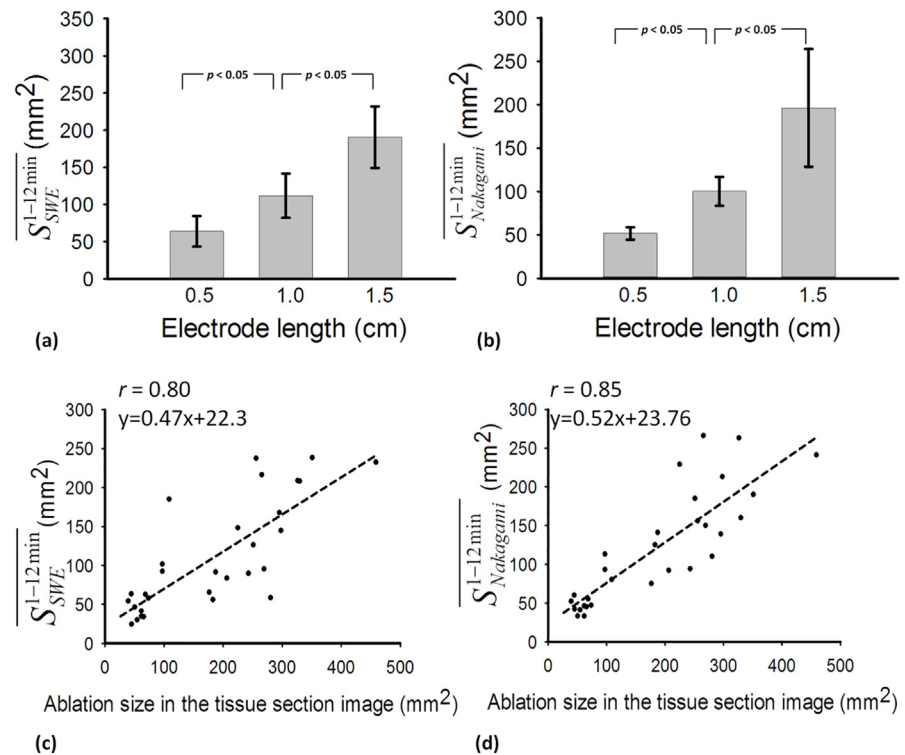 (a)
350
300
250
200
150
100
50
0
S_SWE^1–12 min (mm²)
p < 0.05
p < 0.05
0.5 1.0 1.5
Electrode length (cm)
(b)
300
250
200
150
100
50
0
S_Nakagami^1–12 min (mm²)
p < 0.05
p < 0.05
0.5 1.0 1.5
Electrode length (cm)
r = 0.80
y=0.47x+22.3
300
250
200
150
100
50
0
S_SWE^1–12 min (mm²)
0 100 200 300 400 500
Ablation size in the tissue section image (mm²)
(c)
r = 0.85
y=0.52x+23.76
300
250
200
150
100
50
0
S_Nakagami^1–12 min (mm²)
0 100 200 300 400 500
Ablation size in the tissue section image (mm²)
(d)